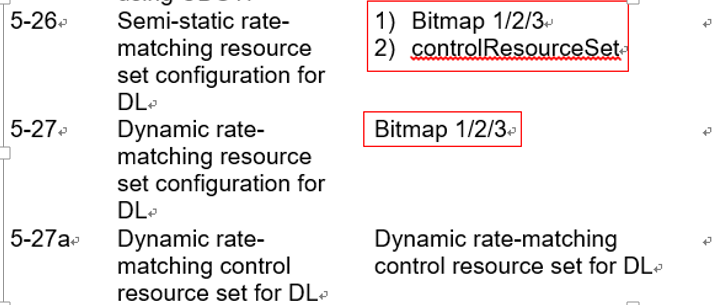 using CBGTI
5-26 Semi-static rate- 1) Bitmap 1/2/3
matching resource 2) controlResourceSet
set configuration for
DL
5-27 Dynamic rate- Bitmap 1/2/3
matching resource
set configuration for
DL
5-27a Dynamic rate- Dynamic rate-matching
matching control control resource set for DL
resource set for DL